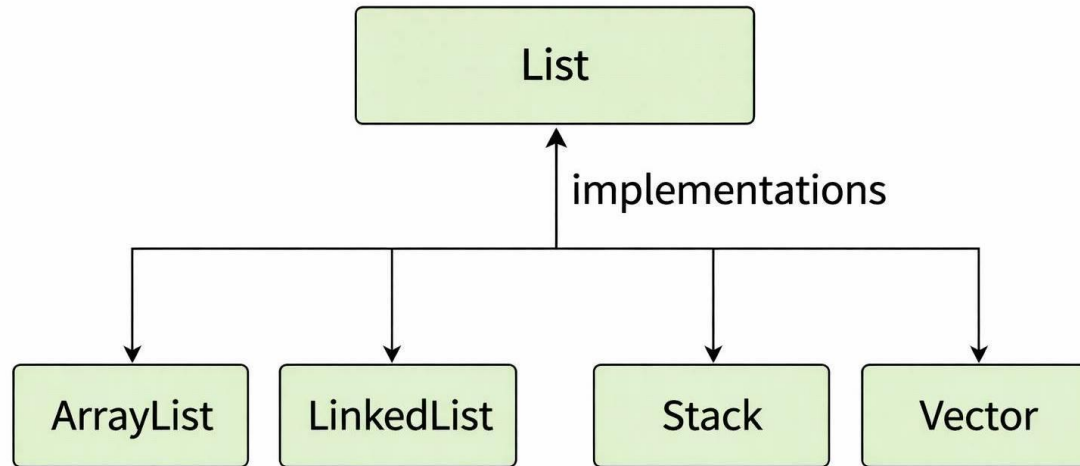 List
implementations
ArrayList
LinkedList
Stack
Vector